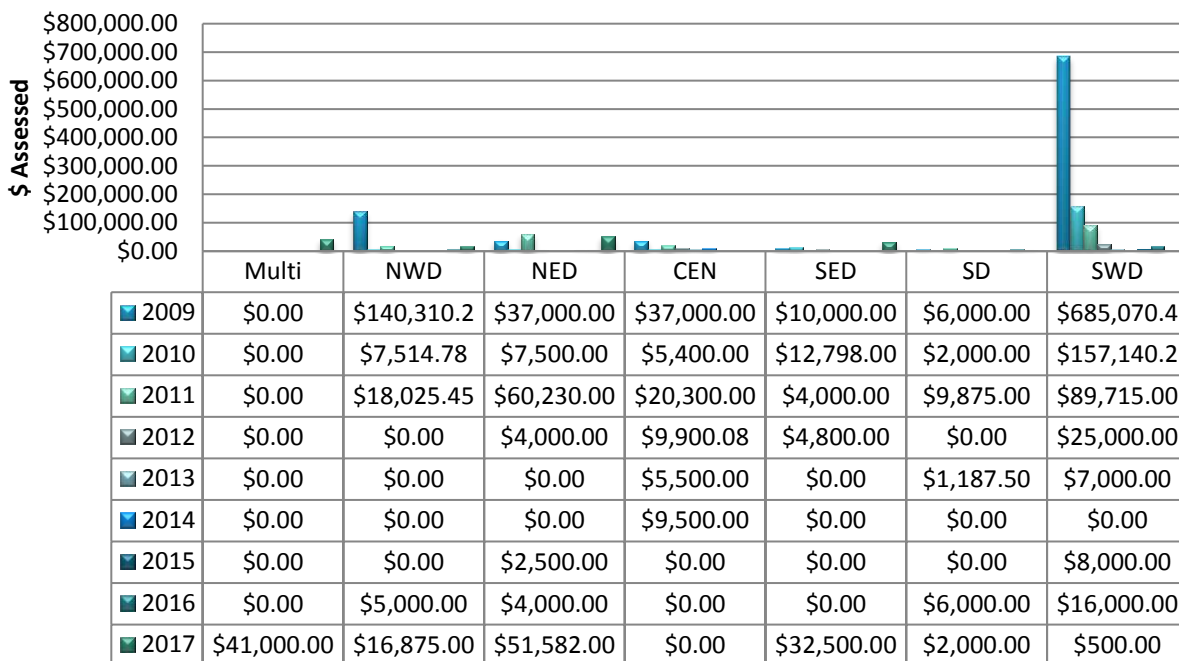 $800,000.00
$700,000.00
$600,000.00
$500,000.00
$400,000.00
$300,000.00
$200,000.00
$100,000.00
$0.00
$ Assessed
Multi NWD NED CEN SED SD SWD
2009 $0.00 $140,310.2 $37,000.00 $37,000.00 $10,000.00 $6,000.00 $685,070.4
2010 $0.00 $7,514.78 $7,500.00 $5,400.00 $12,798.00 $2,000.00 $157,140.2
2011 $0.00 $18,025.45 $60,230.00 $20,300.00 $4,000.00 $9,875.00 $89,715.00
2012 $0.00 $0.00 $4,000.00 $9,900.08 $4,800.00 $0.00 $25,000.00
2013 $0.00 $0.00 $0.00 $5,500.00 $0.00 $1,187.50 $7,000.00
2014 $0.00 $0.00 $0.00 $9,500.00 $0.00 $0.00 $0.00
2015 $0.00 $0.00 $2,500.00 $0.00 $0.00 $0.00 $8,000.00
2016 $0.00 $5,000.00 $4,000.00 $0.00 $0.00 $6,000.00 $16,000.00
2017 $41,000.00 $16,875.00 $51,582.00 $0.00 $32,500.00 $2,000.00 $500.00